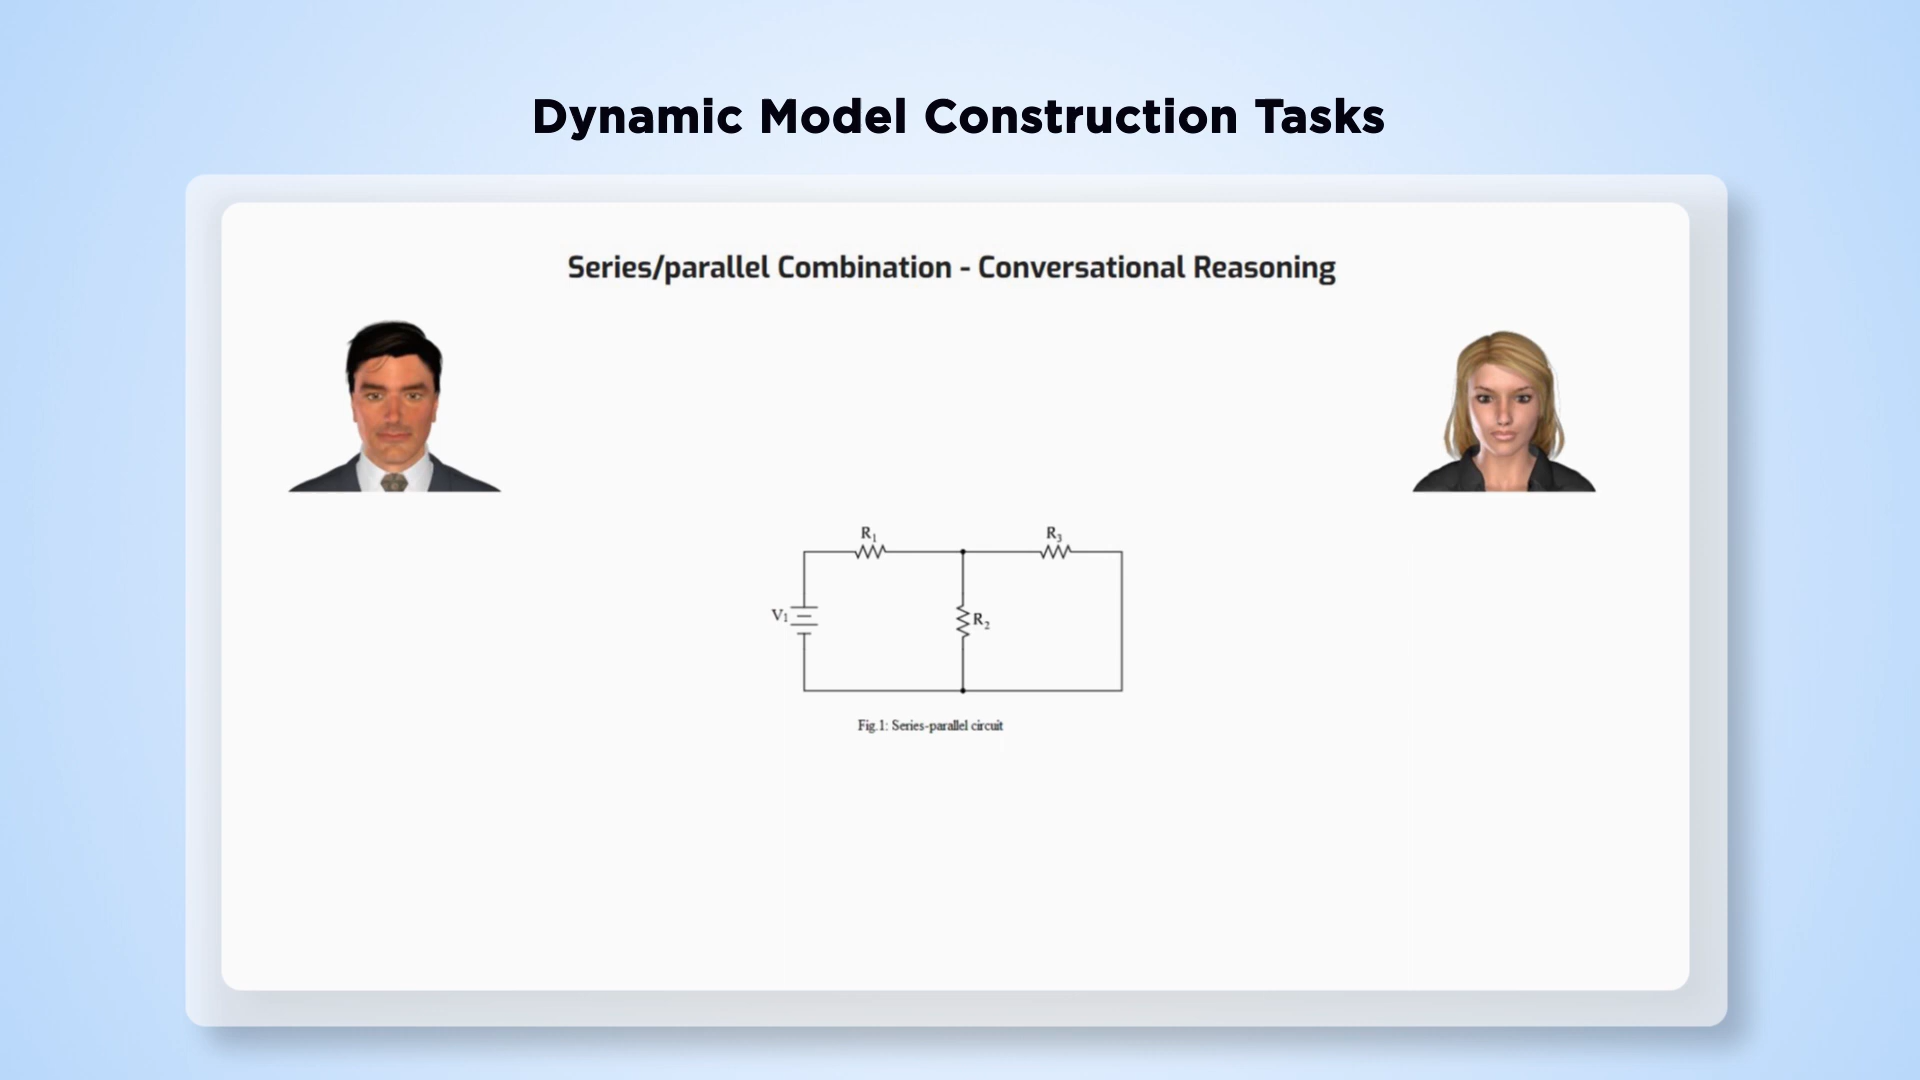 Dynamic Model Construction Tasks
Series/parallel Combination - Conversational Reasoning
R₁
R₃
V₁
R₂
Fig.1: Series-parallel circuit